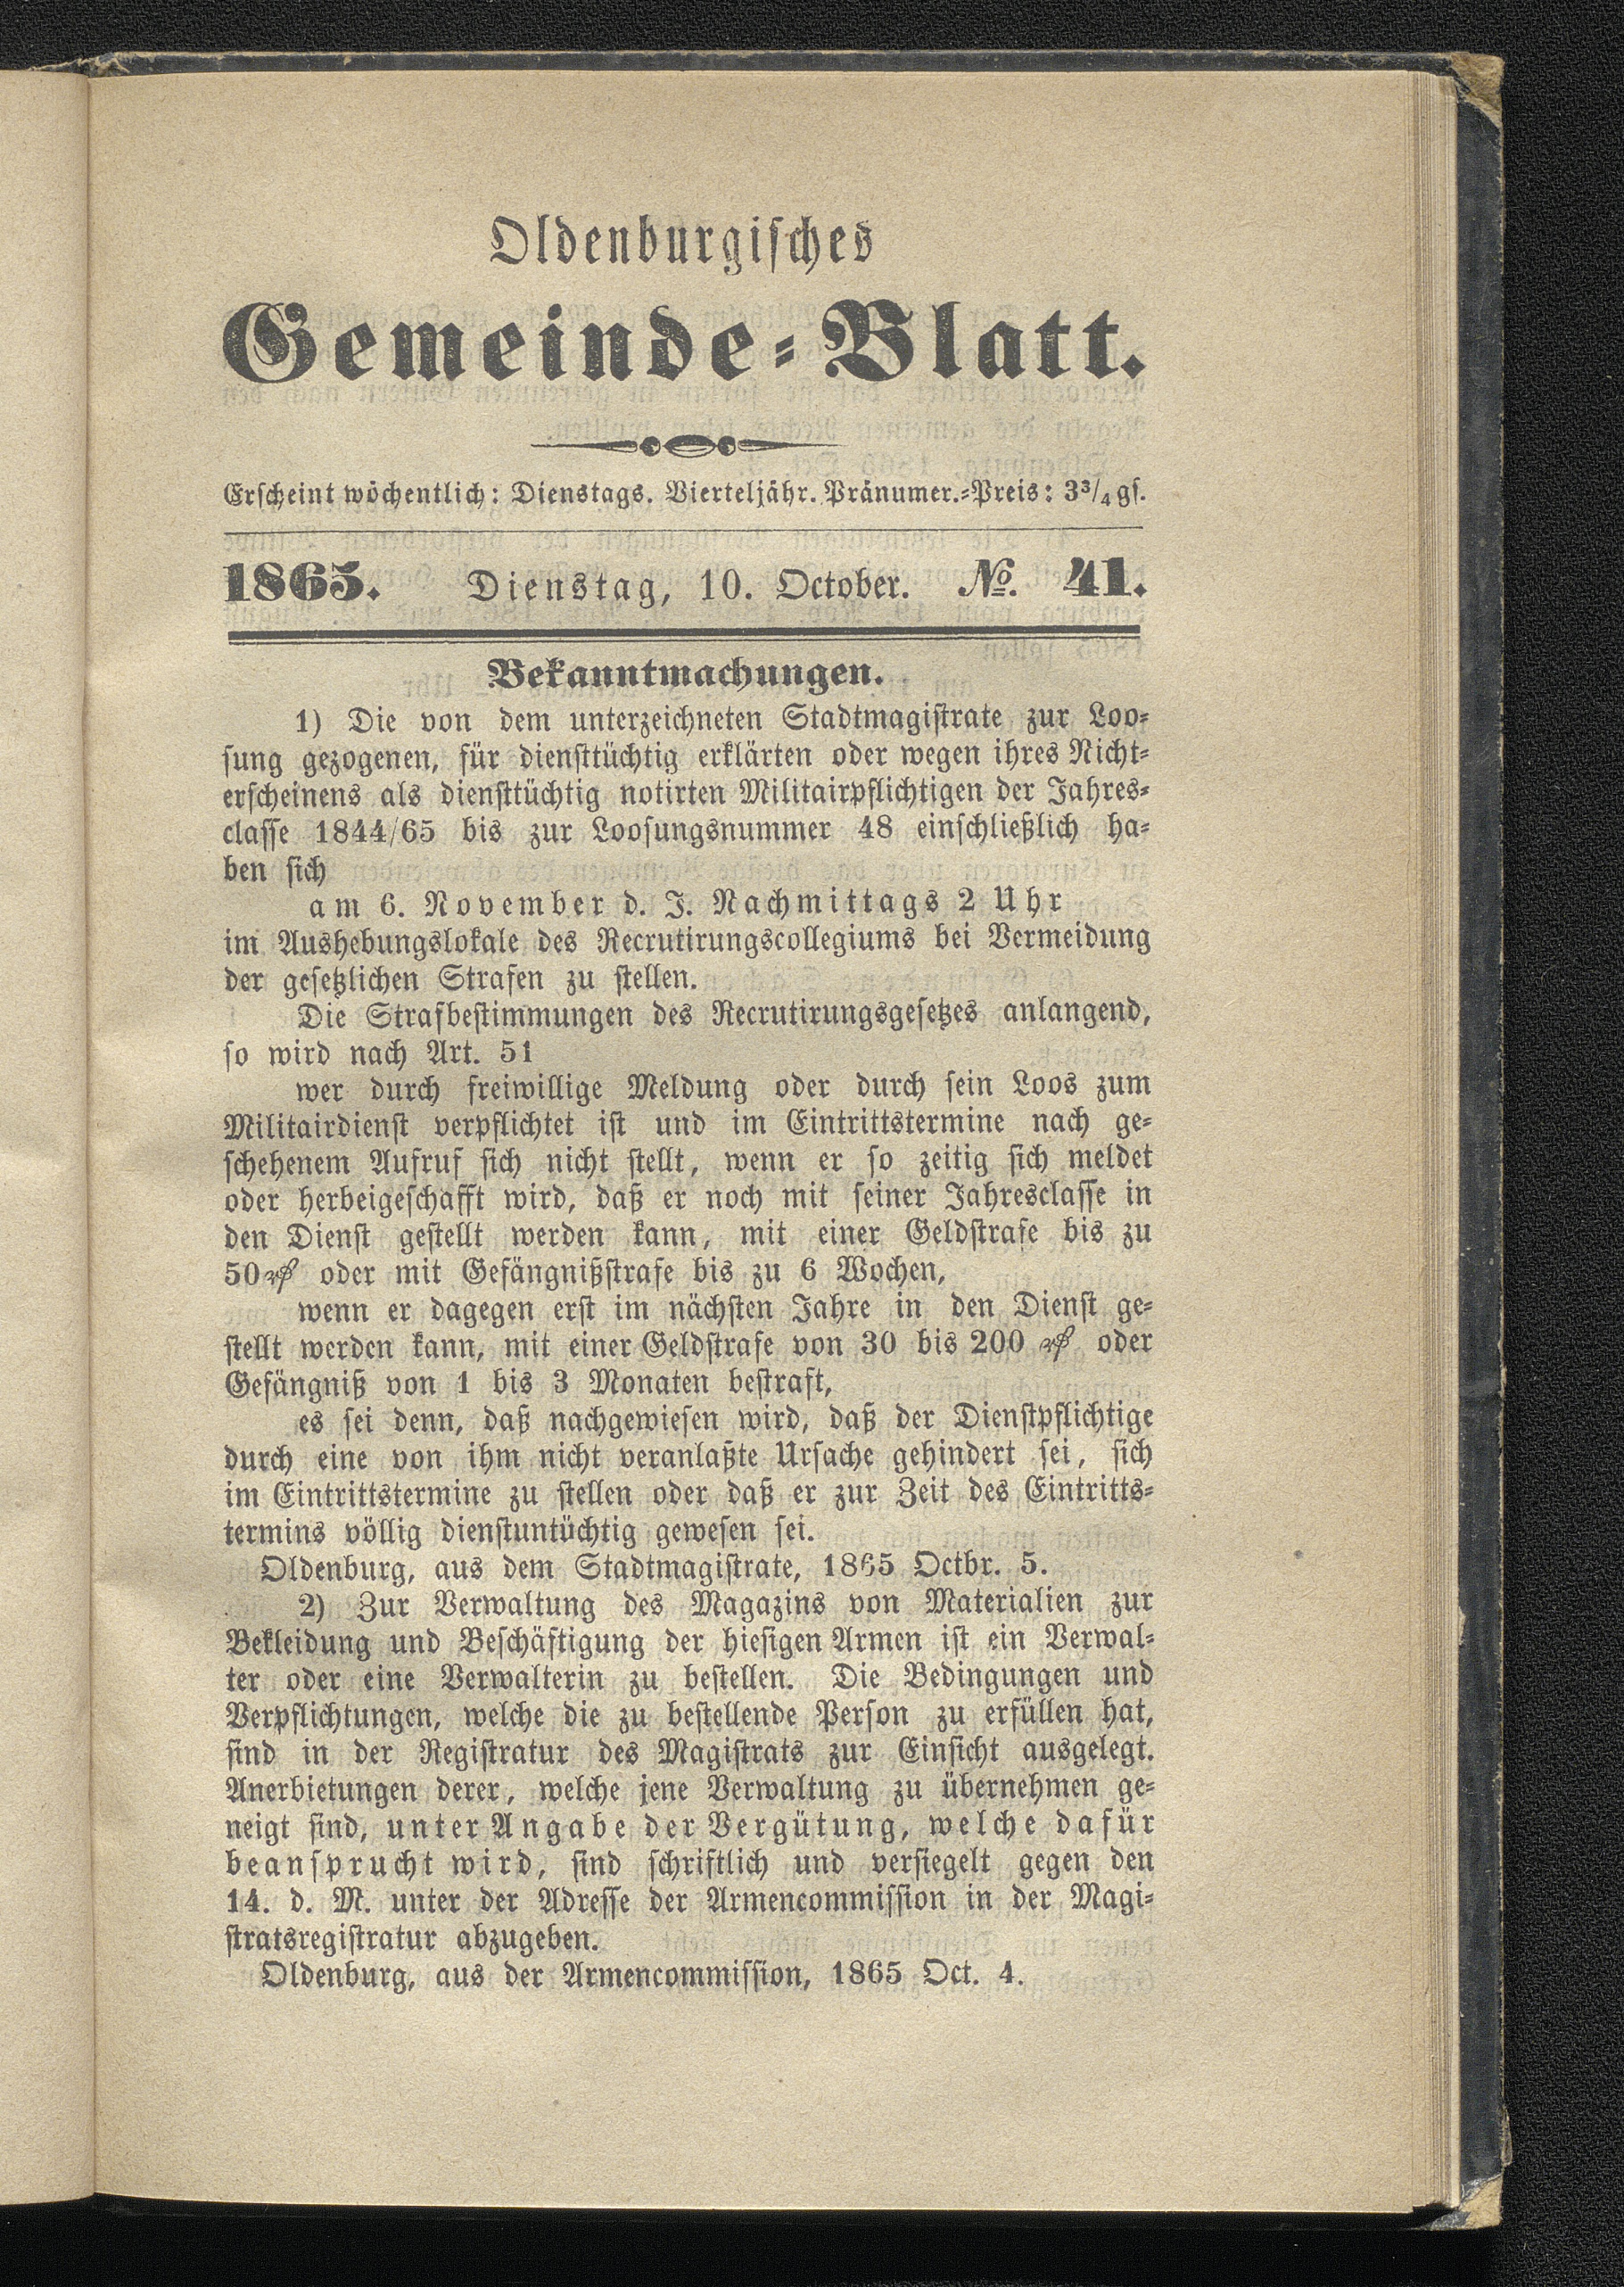 Oldenburgisches
Gemeinde-Blatt.
Erscheint wöchentlich: Dienstags. Vierteljähr. Pränumer.-Preis: 3¾ gs.
1865. Dienstag, 10. October. №. 41.
Bekanntmachungen.
1) Die von dem unterzeichneten Stadtmagistrate zur Loo-
sung gezogenen, für diensttüchtig erklärten oder wegen ihres Nicht-
erscheinens als diensttüchtig notirten Militairpflichtigen der Jahres-
classe 1844/65 bis zur Loosungsnummer 48 einschließlich ha-
ben sich
am 6. November d. J. Nachmittags 2 Uhr
im Aushebungslokale des Recrutirungscollegiums bei Vermeidung
der gesetzlichen Strafen zu stellen.
Die Strafbestimmungen des Recrutirungsgesetzes anlangend,
so wird nach Art. 51
wer durch freiwillige Meldung oder durch sein Loos zum
Militairdienst verpflichtet ist und im Eintrittstermine nach ge-
schehenem Aufruf sich nicht stellt, wenn er so zeitig sich meldet
oder herbeigeschafft wird, daß er noch mit seiner Jahresclasse in
den Dienst gestellt werden kann, mit einer Geldstrafe bis zu
50 ₰ oder mit Gefängnißstrafe bis zu 6 Wochen,
wenn er dagegen erst im nächsten Jahre in den Dienst ge-
stellt werden kann, mit einer Geldstrafe von 30 bis 200 ₰ oder
Gefängniß von 1 bis 3 Monaten bestraft,
es sei denn, daß nachgewiesen wird, daß der Dienstpflichtige
durch eine von ihm nicht veranlaßte Ursache gehindert sei, sich
im Eintrittstermine zu stellen oder daß er zur Zeit des Eintritts-
termins völlig dienstuntüchtig gewesen sei.
Oldenburg, aus dem Stadtmagistrate, 1865 Octbr. 5.
2) Zur Verwaltung des Magazins von Materialien zur
Bekleidung und Beschäftigung der hiesigen Armen ist ein Verwal-
ter oder eine Verwalterin zu bestellen. Die Bedingungen und
Verpflichtungen, welche die zu bestellende Person zu erfüllen hat,
sind in der Registratur des Magistrats zur Einsicht ausgelegt.
Anerbietungen derer, welche jene Verwaltung zu übernehmen ge-
neigt sind, unter Angabe der Vergütung, welche dafür
beansprucht wird, sind schriftlich und versiegelt gegen den
14. d. M. unter der Adresse der Armencommission in der Magi-
stratsregistratur abzugeben.
Oldenburg, aus der Armencommission, 1865 Oct. 4.